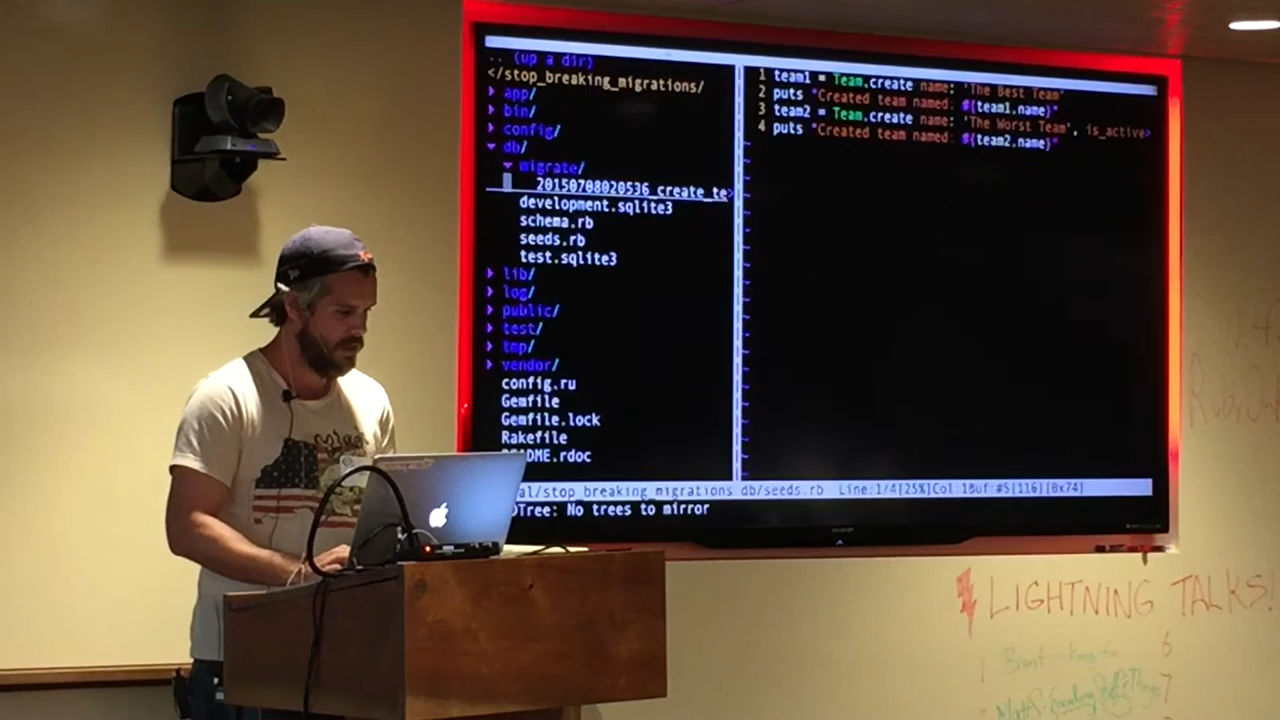 .. (up a dir)
</stop_breaking_migrations/
app/
bin/
config/
db/
migrate/
20150708020536_create_te>
development.sqlite3
schema.rb
seeds.rb
test.sqlite3
lib/
log/
public/
test/
tmp/
vendor/
config.ru
Gemfile
Gemfile.lock
Rakefile
DME.rdoc
1 team1 = Team.create name: 'The Best Team'
2 puts "Created team named: #{team1.name}"
3 team2 = Team.create name: 'The Worst Team', is_active>
4 puts "Created team named: #{team2.name}"
al/stop_breaking_migrations db/seeds.rb Line:1/4[25%]Col:1Buf:#5[116][0x74]
DTree: No trees to mirror
LIGHTNING TALKS!
6
7